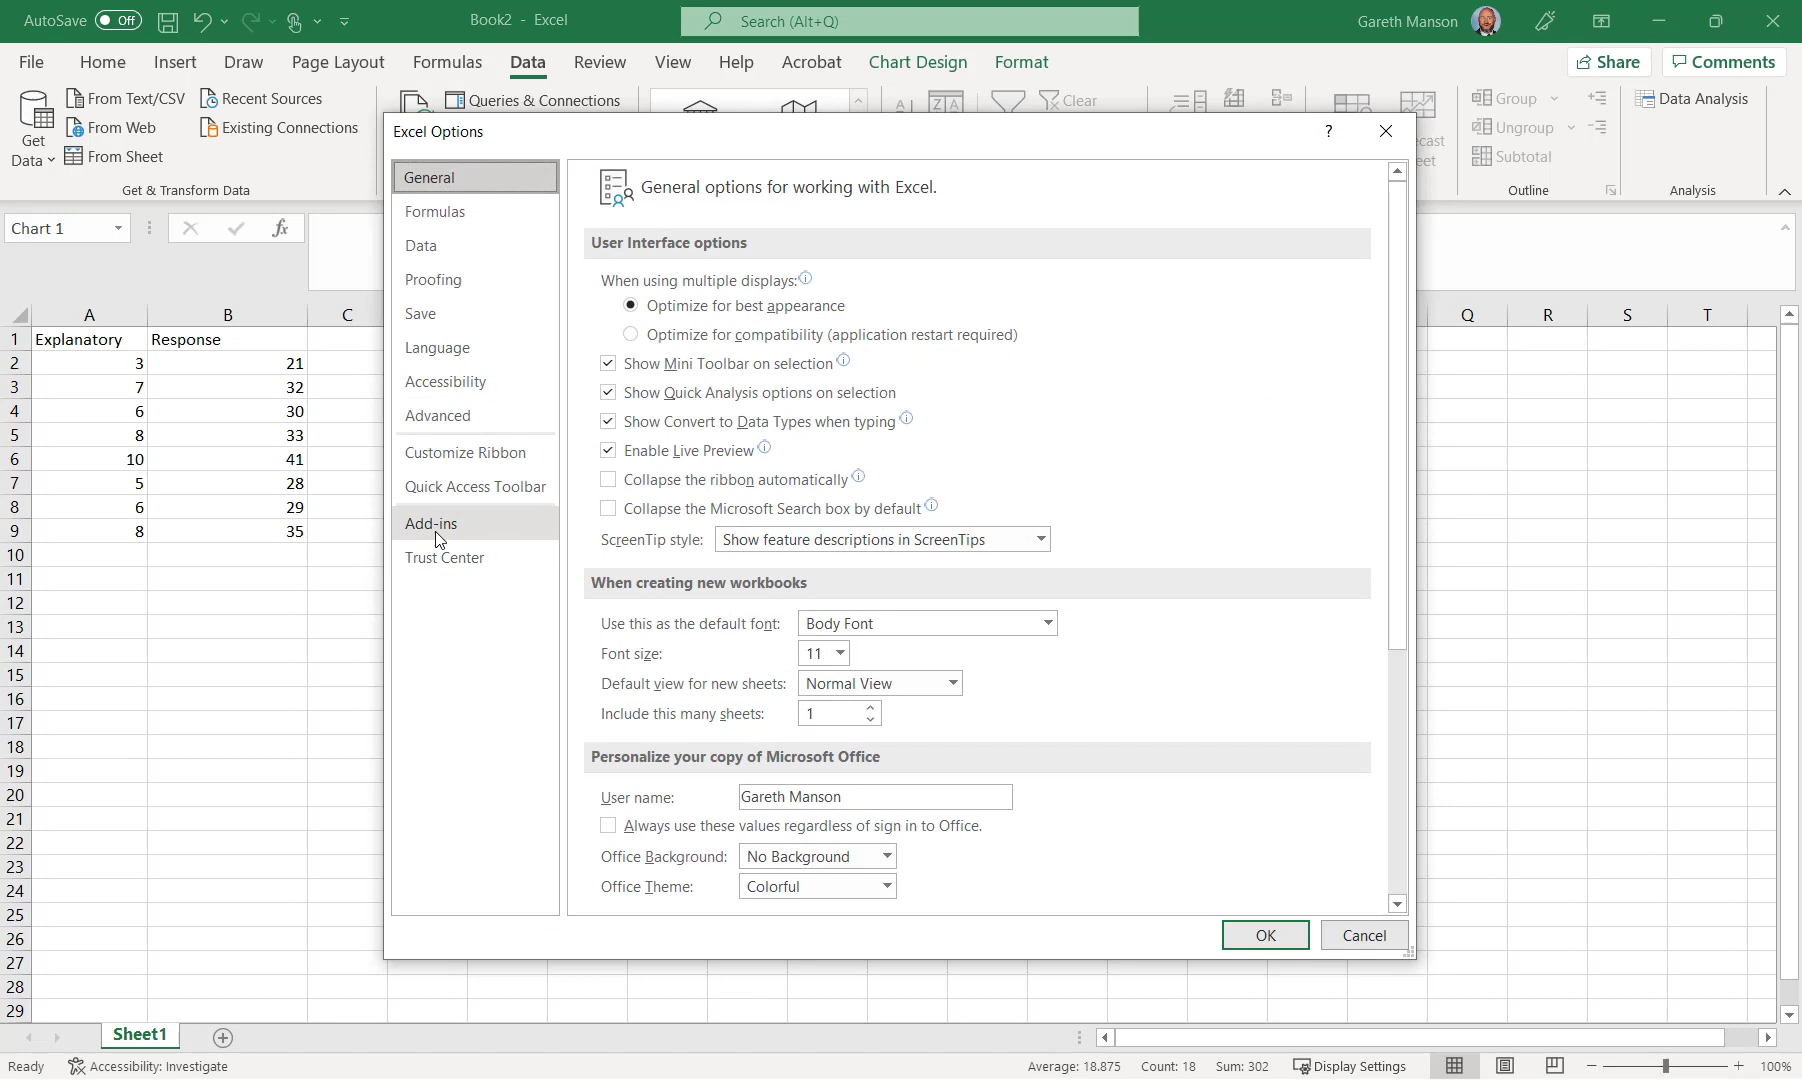 AutoSave Off
Book2 - Excel
Search (Alt+Q)
Gareth Manson
File Home Insert Draw Page Layout Formulas Data Review View Help Acrobat Chart Design Format
Share
Comments
Get Data
From Text/CSV
From Web
From Sheet
Recent Sources
Existing Connections
Get & Transform Data
Queries & Connections
Clear
Group
Ungroup
Subtotal
Outline
Data Analysis
Analysis
Chart 1
fx
Excel Options
?
General
Formulas
Data
Proofing
Save
Language
Accessibility
Advanced
Customize Ribbon
Quick Access Toolbar
Add-ins
Trust Center
General options for working with Excel.
User Interface options
When using multiple displays:
Optimize for best appearance
Optimize for compatibility (application restart required)
Show Mini Toolbar on selection
Show Quick Analysis options on selection
Show Convert to Data Types when typing
Enable Live Preview
Collapse the ribbon automatically
Collapse the Microsoft Search box by default
ScreenTip style: Show feature descriptions in ScreenTips
When creating new workbooks
Use this as the default font: Body Font
Font size: 11
Default view for new sheets: Normal View
Include this many sheets: 1
Personalize your copy of Microsoft Office
User name: Gareth Manson
Always use these values regardless of sign in to Office.
Office Background: No Background
Office Theme: Colorful
OK Cancel
A B C Q R S T
1 Explanatory Response
2 3 21
3 7 32
4 6 30
5 8 33
6 10 41
7 5 28
8 6 29
9 8 35
10
11
12
13
14
15
16
17
18
19
20
21
22
23
24
25
26
27
28
29
Sheet1
Ready Accessibility: Investigate Average: 18.875 Count: 18 Sum: 302 Display Settings 100%